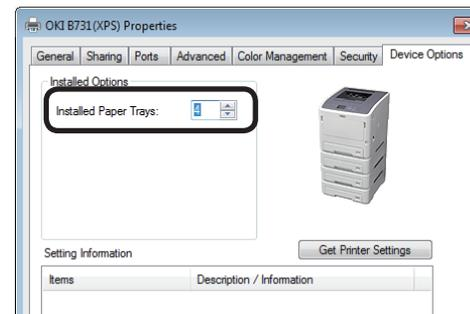 OKI B731(XPS) Properties
General Sharing Ports Advanced Color Management Security Device Options
Installed Options
Installed Paper Trays: 4
Get Printer Settings
Setting Information
Items Description / Information